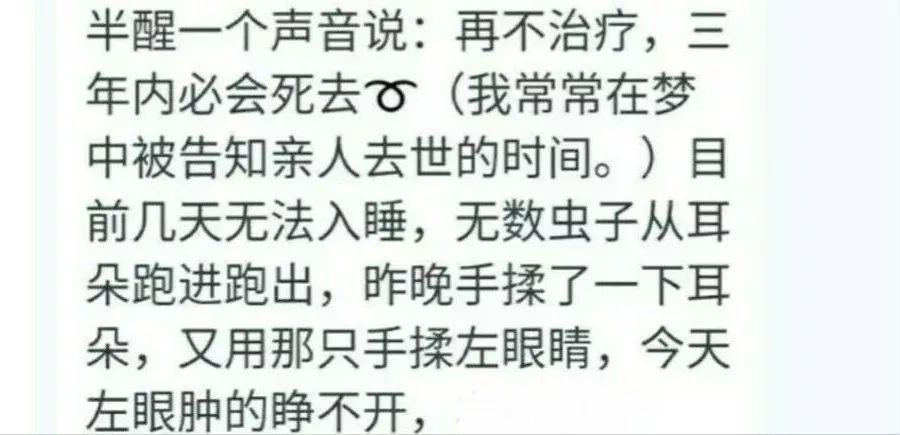 半醒一个声音说：再不治疗，三
年内必会死去➰（我常常在梦
中被告知亲人去世的时间。）目
前几天无法入睡，无数虫子从耳
朵跑进跑出，昨晚手揉了一下耳
朵，又用那只手揉左眼睛，今天
左眼肿的睁不开，